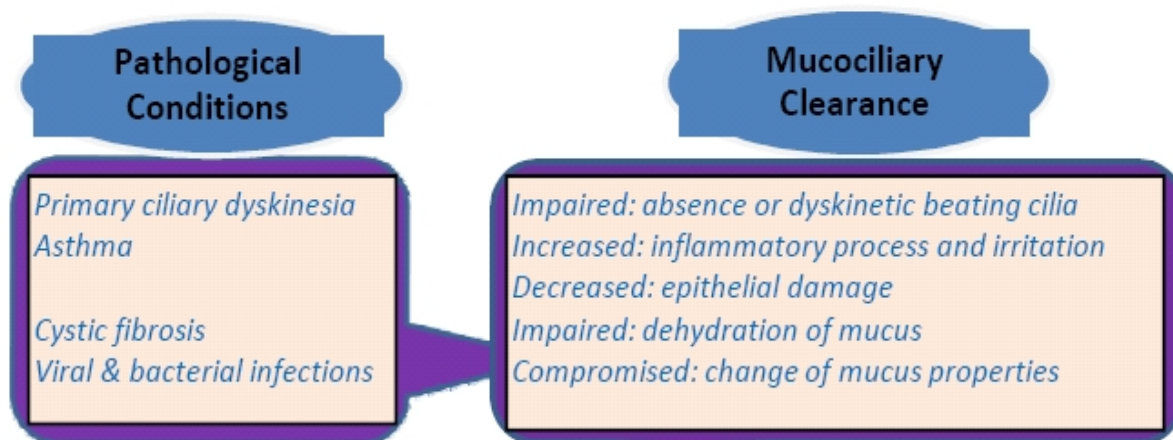 Pathological
Conditions
Mucociliary
Clearance
Primary ciliary dyskinesia
Asthma
Cystic fibrosis
Viral & bacterial infections
Impaired: absence or dyskinetic beating cilia
Increased: inflammatory process and irritation
Decreased: epithelial damage
Impaired: dehydration of mucus
Compromised: change of mucus properties